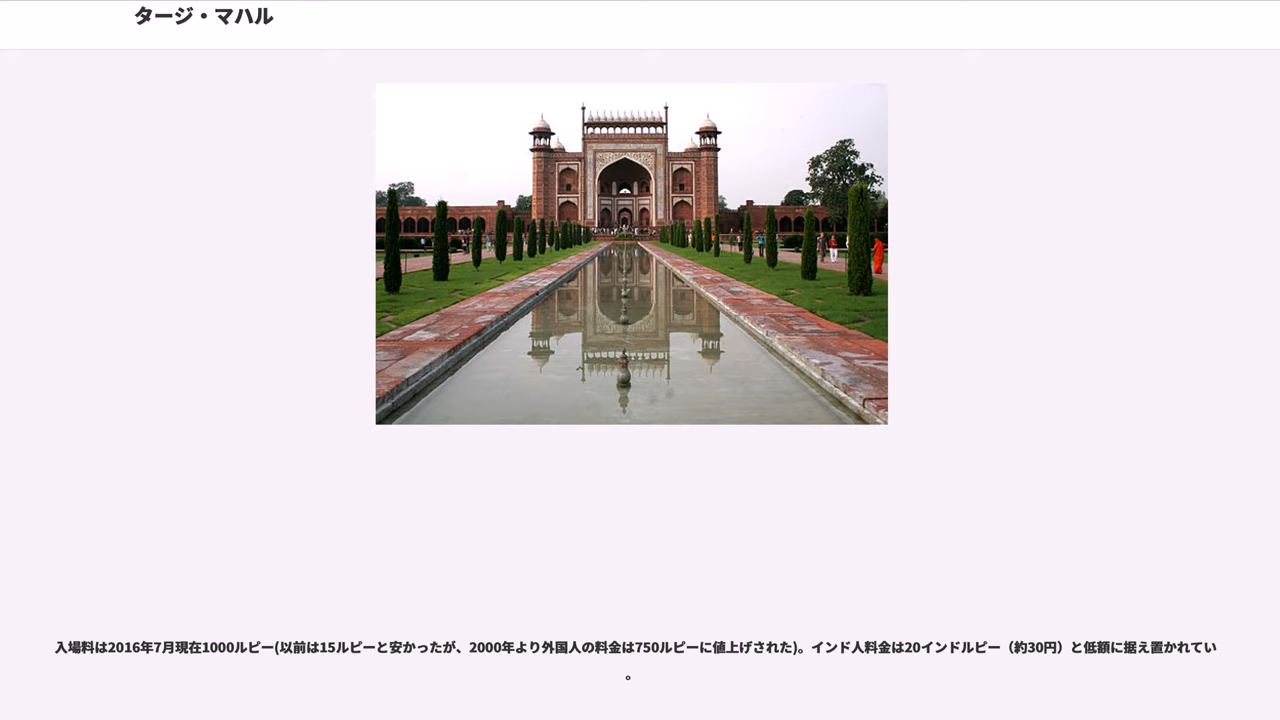 タージ・マハル
入場料は2016年7月現在1000ルピー(以前は15ルピーと安かったが、2000年より外国人の料金は750ルピーに値上げされた)。インド人料金は20インドルピー（約30円）と低額に据え置かれてい
。